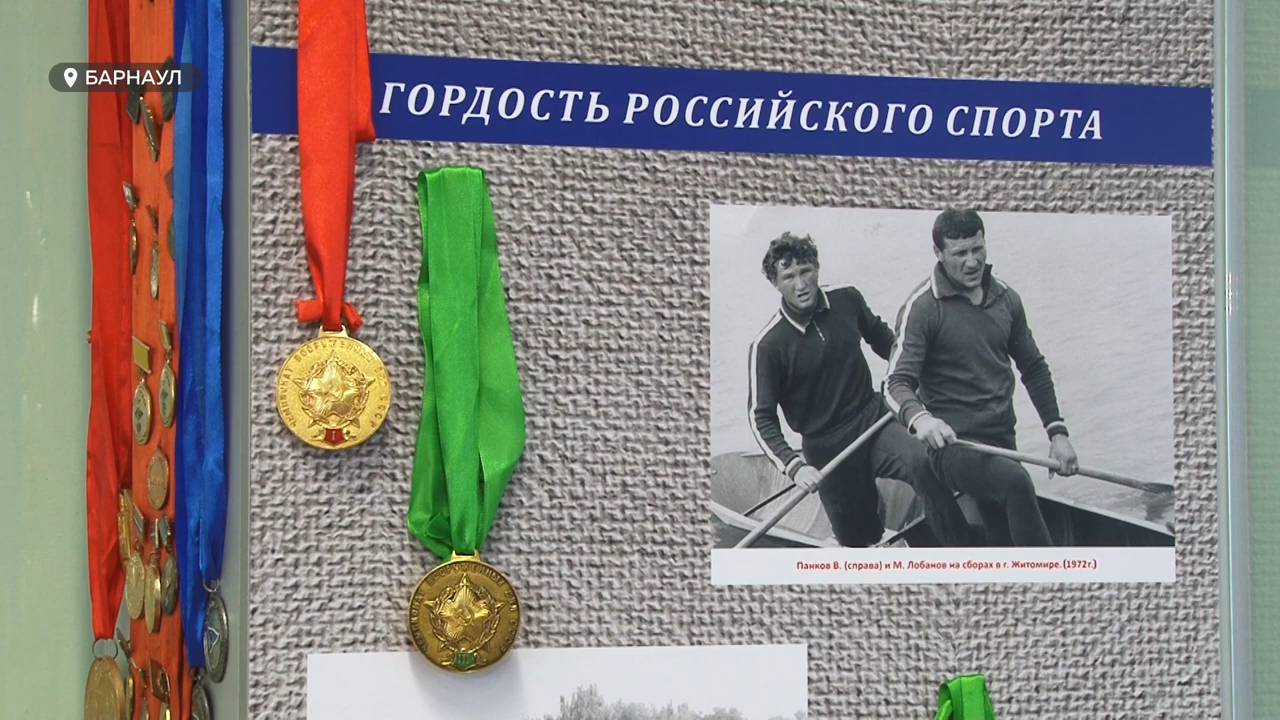 БАРНАУЛ
ГОРДОСТЬ РОССИЙСКОГО СПОРТА
Панков В. (справа) и М. Лобанов на сборах в г. Житомире. (1972г.)